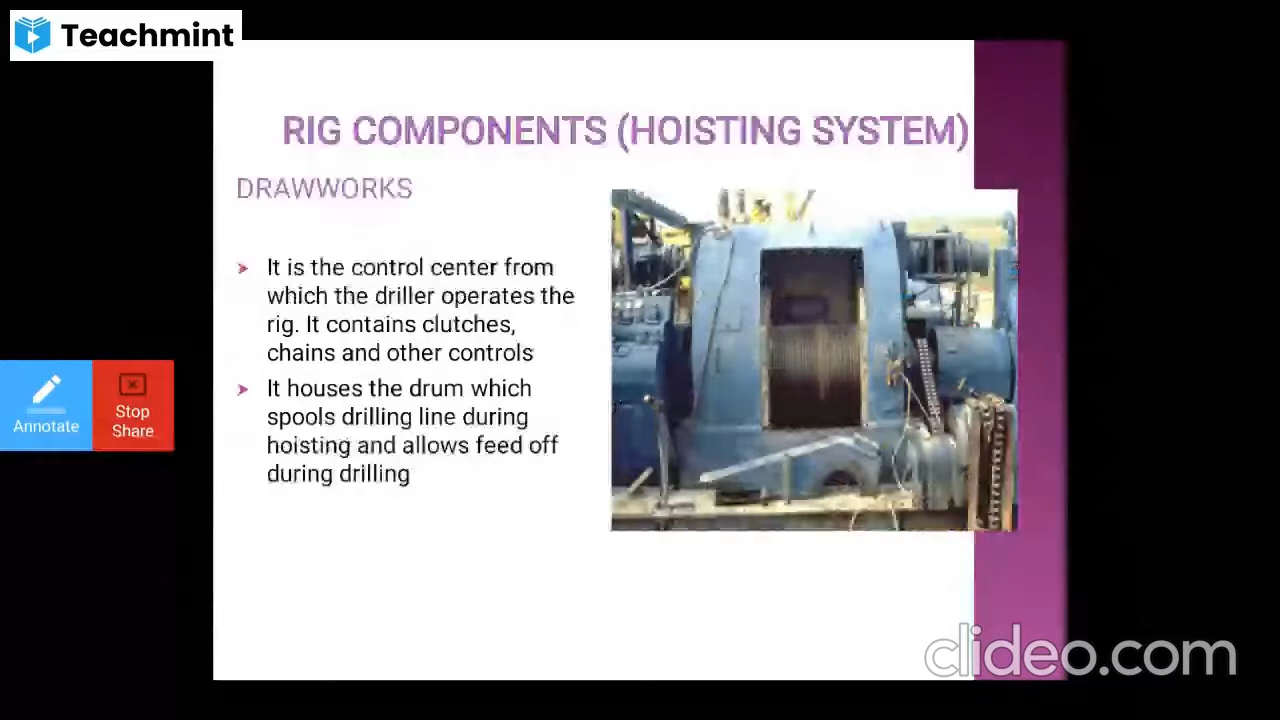 Teachmint
RIG COMPONENTS (HOISTING SYSTEM)
DRAWWORKS
It is the control center from
which the driller operates the
rig. It contains clutches,
chains and other controls
It houses the drum which
spools drilling line during
hoisting and allows feed off
during drilling
Annotate
Stop
Share
clideo.com